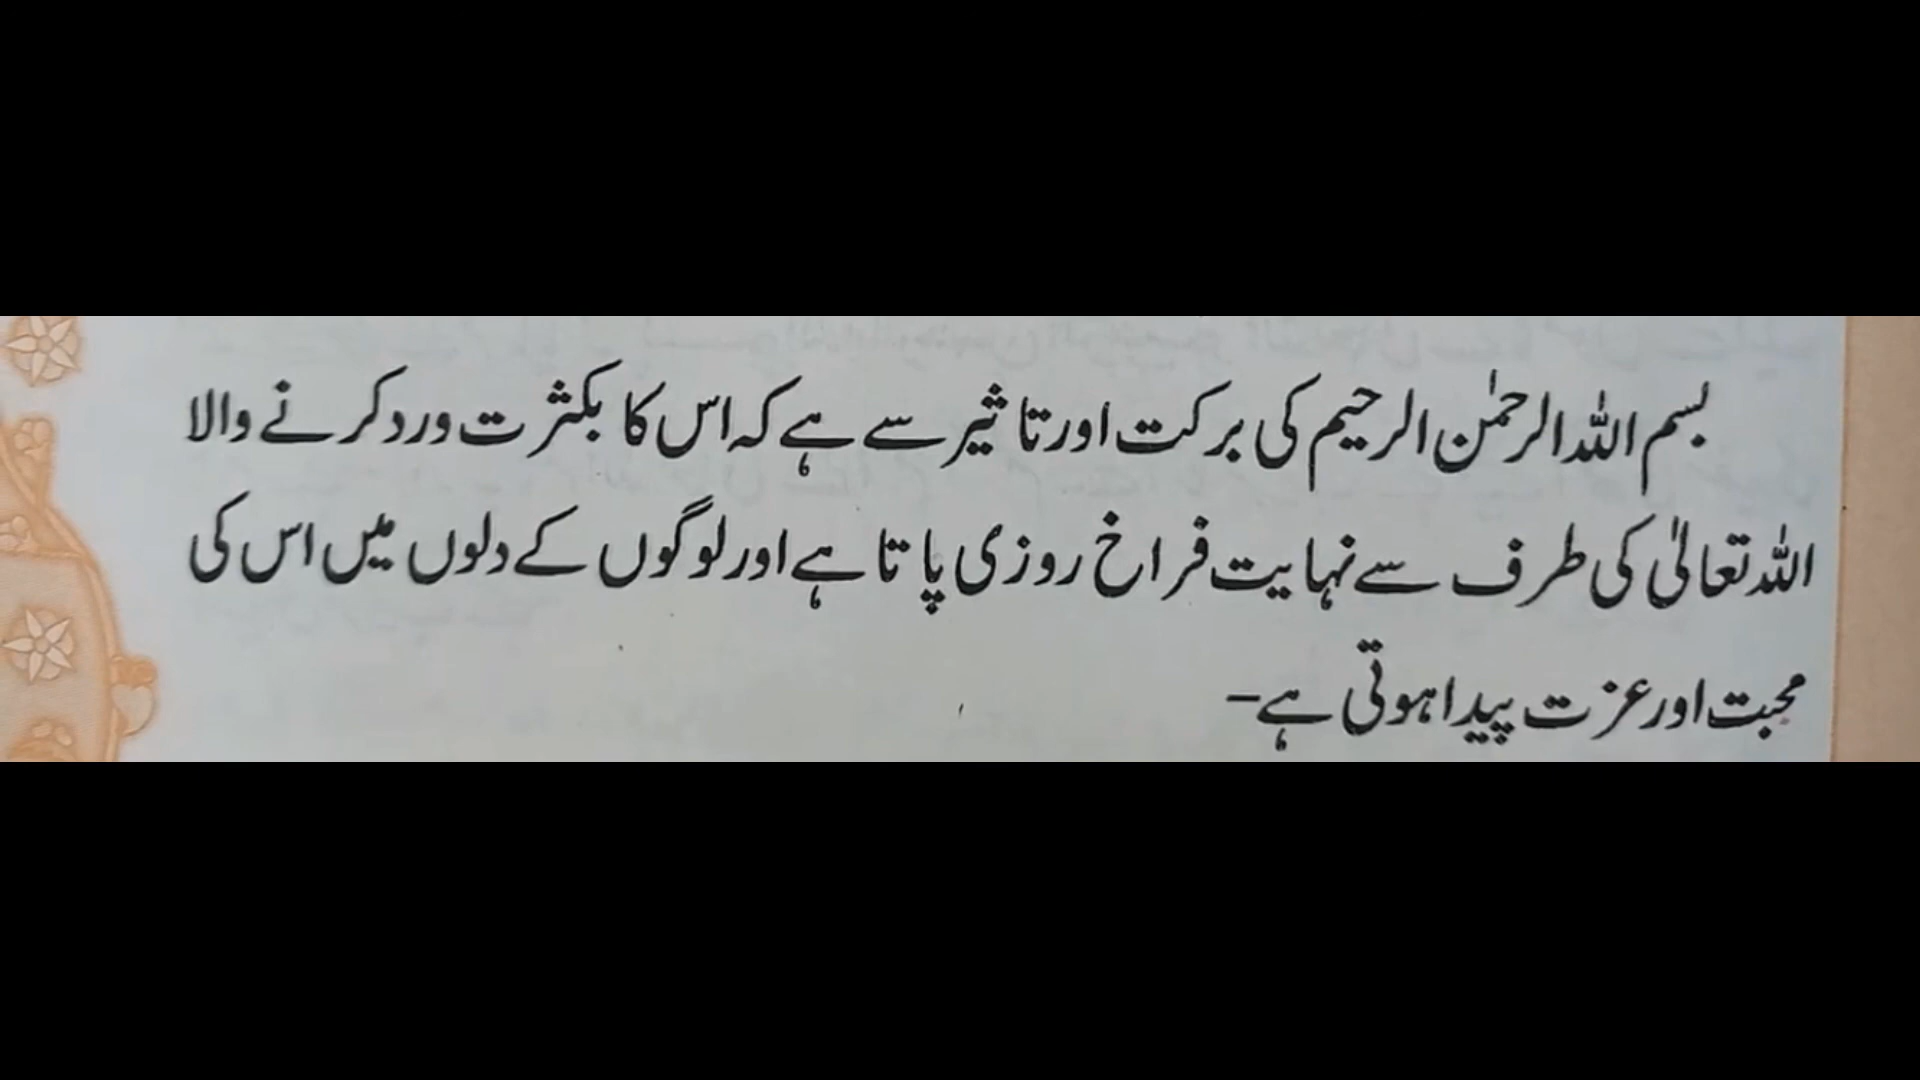 بسم اللہ الرحمٰن الرحیم کی برکت اور تاثیر سے ہے کہ اس کا بکثرت ورد کرنے والا
اللہ تعالیٰ کی طرف سے نہایت فراخ روزی پاتا ہے اور لوگوں کے دلوں میں اس کی
محبت اور عزت پیدا ہوتی ہے–